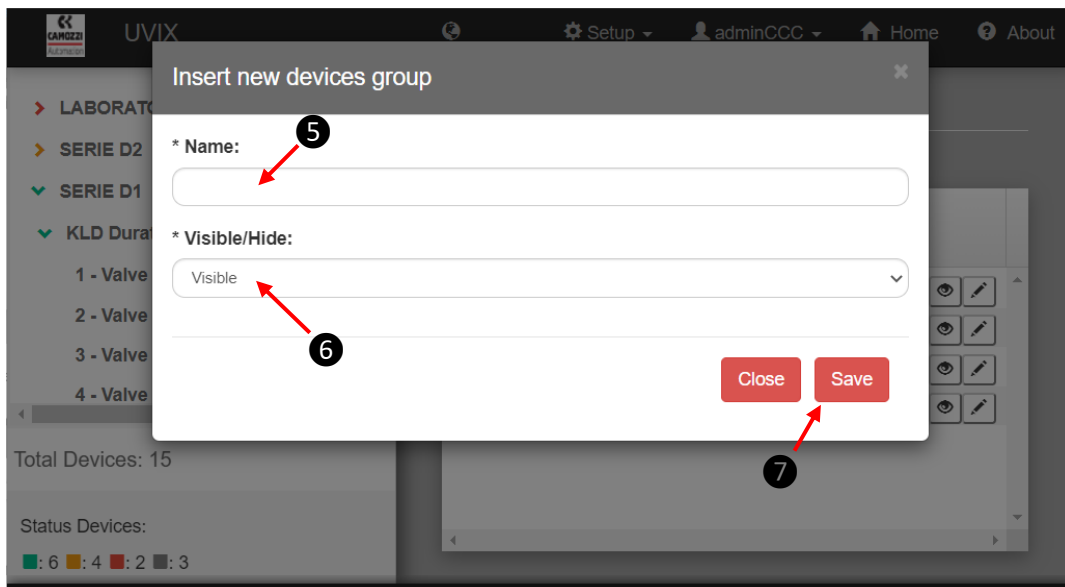 CAMOZZI
Automation
UVIX
Setup
adminCCC
Home
About
Insert new devices group
LABORATO
SERIE D2
SERIE D1
KLD Durat
1 - Valve
2 - Valve
3 - Valve
4 - Valve
* Name:
5
* Visible/Hide:
Visible
6
Close
Save
7
Total Devices: 15
Status Devices:
: 6 : 4 : 2 : 3